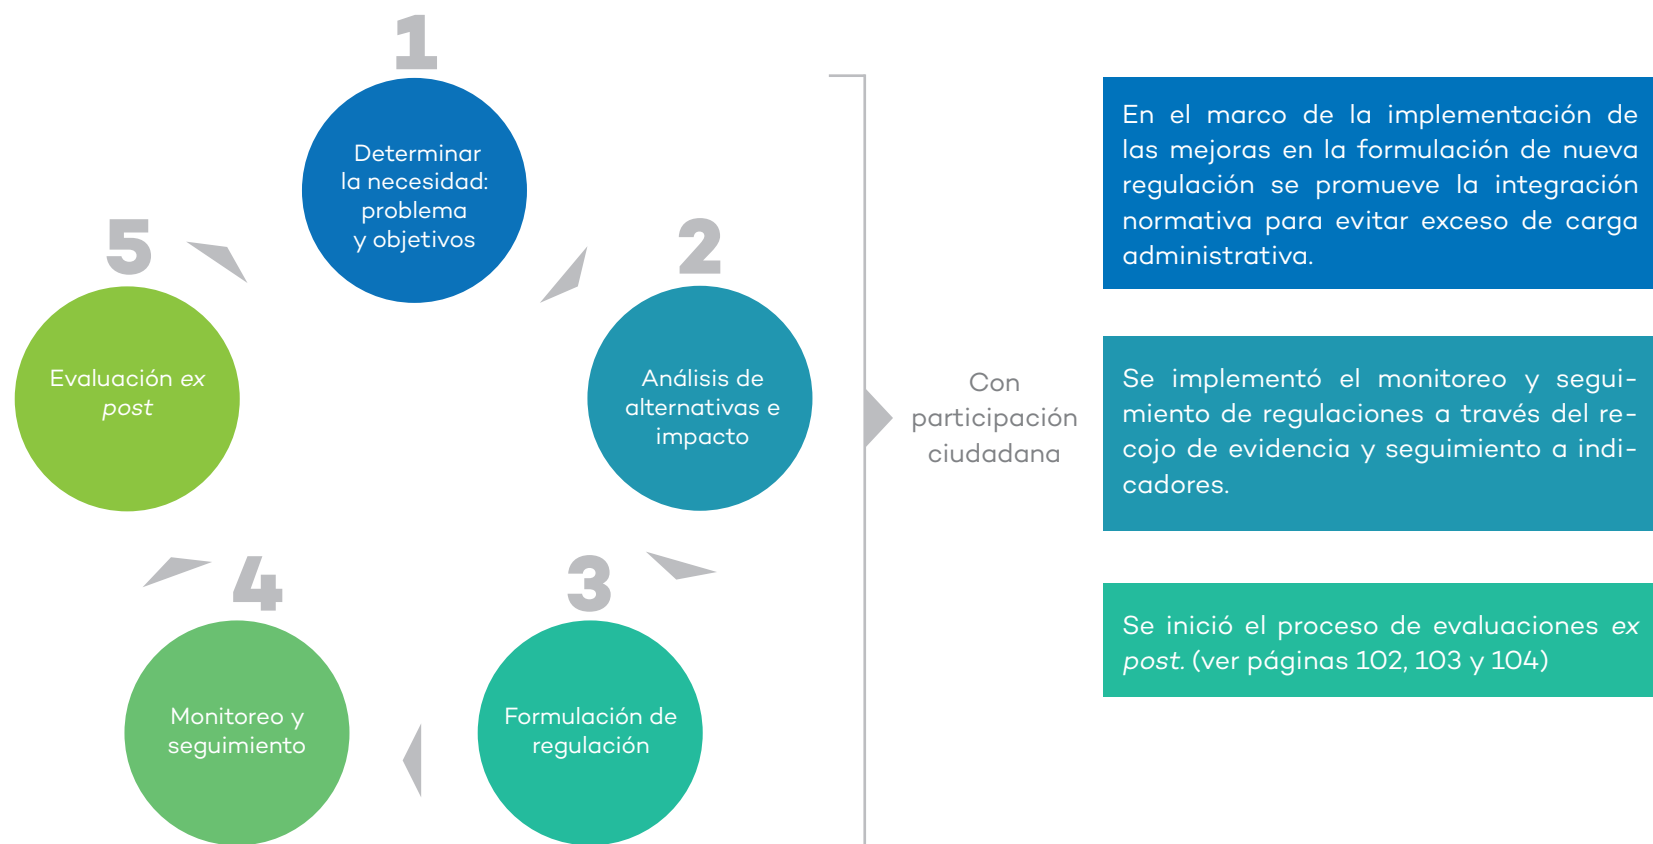 1
Determinar
la necesidad:
problema
y objetivos
2
Análisis de
alternativas e
impacto
3
Formulación de
regulación
4
Monitoreo y
seguimiento
5
Evaluación ex
post
Con
participación
ciudadana
En el marco de la implementación de
las mejoras en la formulación de nueva
regulación se promueve la integración
normativa para evitar exceso de carga
administrativa.
Se implementó el monitoreo y segui-
miento de regulaciones a través del re-
cojo de evidencia y seguimiento a indi-
cadores.
Se inició el proceso de evaluaciones ex
post. (ver páginas 102, 103 y 104)